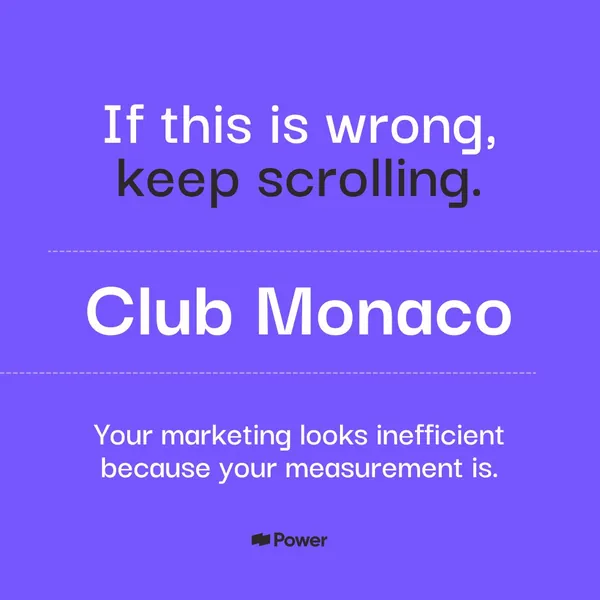 If this is wrong,
keep scrolling.
Club Monaco
Your marketing looks inefficient
because your measurement is.
Power